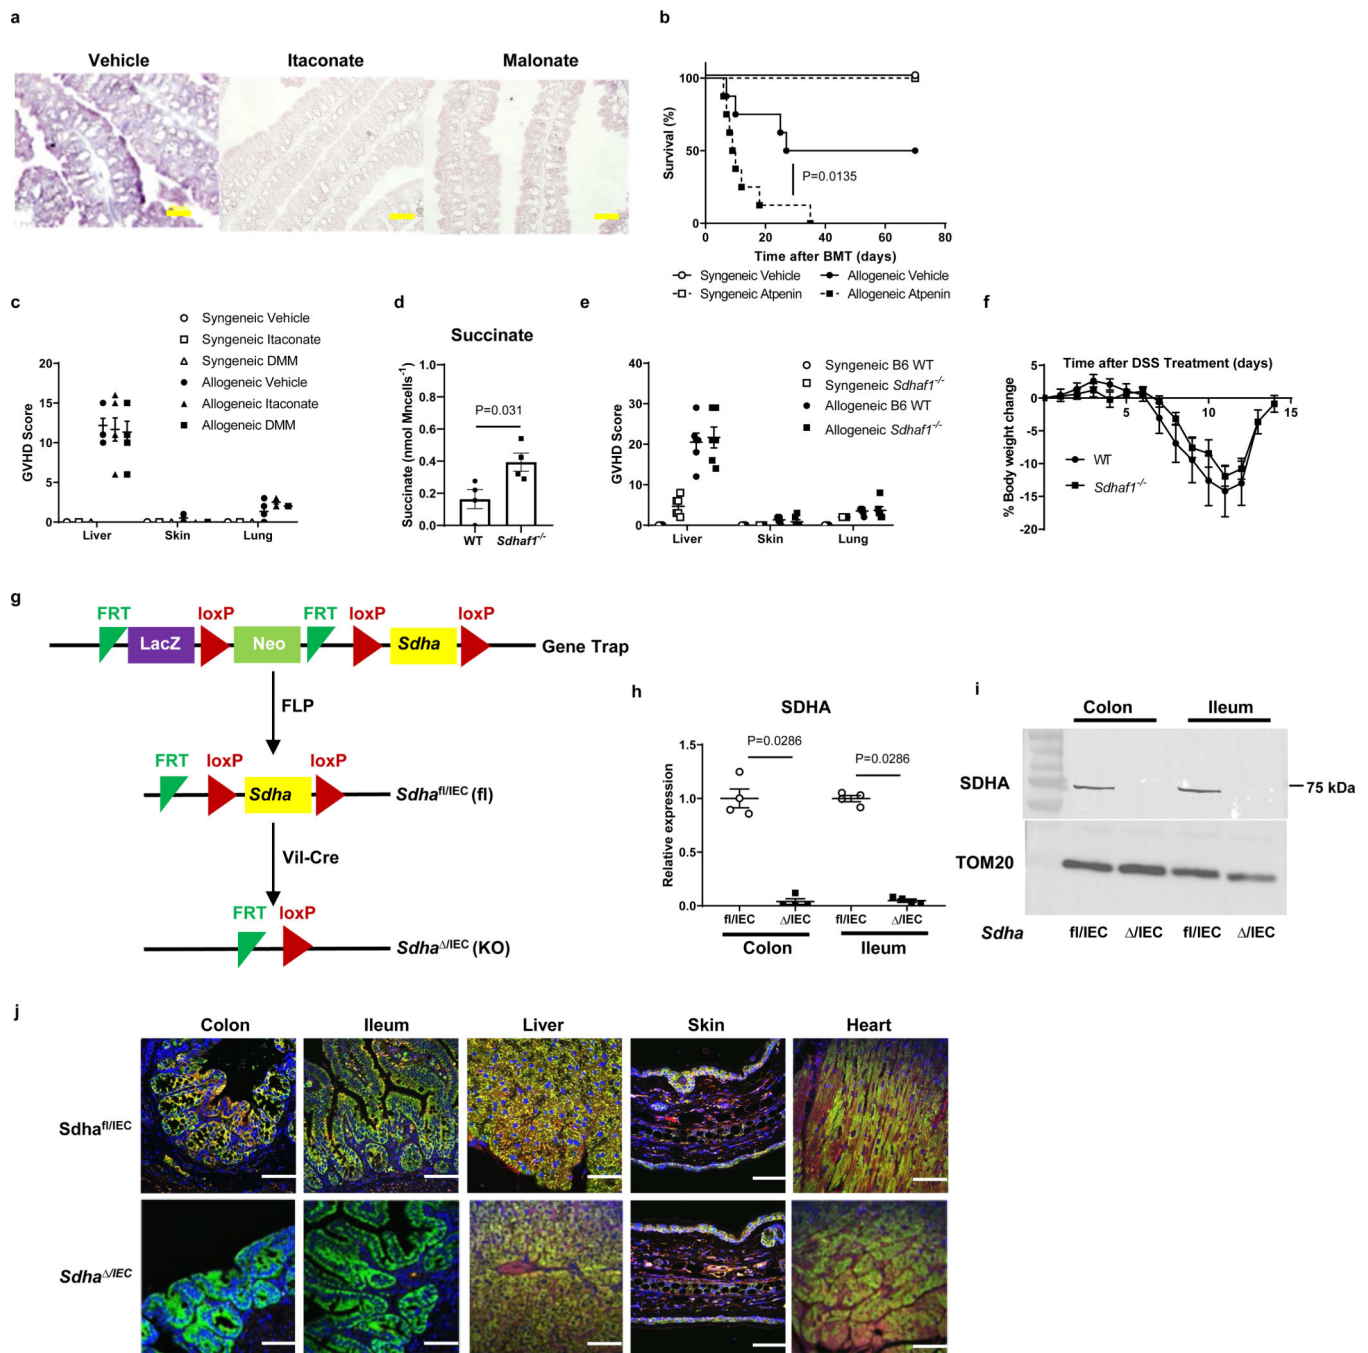 a
Vehicle
Itaconate
Malonate
b
100
50
0
Survival (%)
P=0.0135
0 20 40 60 80
Time after BMT (days)
Syngeneic Vehicle
Allogeneic Vehicle
Syngeneic Atpenin
Allogeneic Atpenin
c
Syngeneic Vehicle
Syngeneic Itaconate
Syngeneic DMM
Allogeneic Vehicle
Allogeneic Itaconate
Allogeneic DMM
20
15
10
5
0
GVHD Score
Liver Skin Lung
d
Succinate
P=0.031
1.0
0.8
0.6
0.4
0.2
0.0
Succinate (nmol Mncells⁻¹)
WT Sdhaf1⁻/⁻
e
Syngeneic B6 WT
Syngeneic Sdhaf1⁻/⁻
Allogeneic B6 WT
Allogeneic Sdhaf1⁻/⁻
40
30
20
10
0
GVHD Score
Liver Skin Lung
f
Time after DSS Treatment (days)
5 10 15
5
0
-5
-10
-15
-20
% Body weight change
WT
Sdhaf1⁻/⁻
g
FRT loxP FRT loxP loxP
LacZ Neo Sdha Gene Trap
FLP
FRT loxP loxP
Sdha Sdha^fl/IEC (fl)
Vil-Cre
FRT loxP
Sdha^Δ/IEC (KO)
h
SDHA
P=0.0286
P=0.0286
1.5
1.0
0.5
0.0
Relative expression
fl/IEC Δ/IEC fl/IEC Δ/IEC
Colon Ileum
i
Colon Ileum
SDHA
75 kDa
TOM20
Sdha fl/IEC Δ/IEC fl/IEC Δ/IEC
j
Colon Ileum Liver Skin Heart
Sdha^fl/IEC
Sdha^Δ/IEC